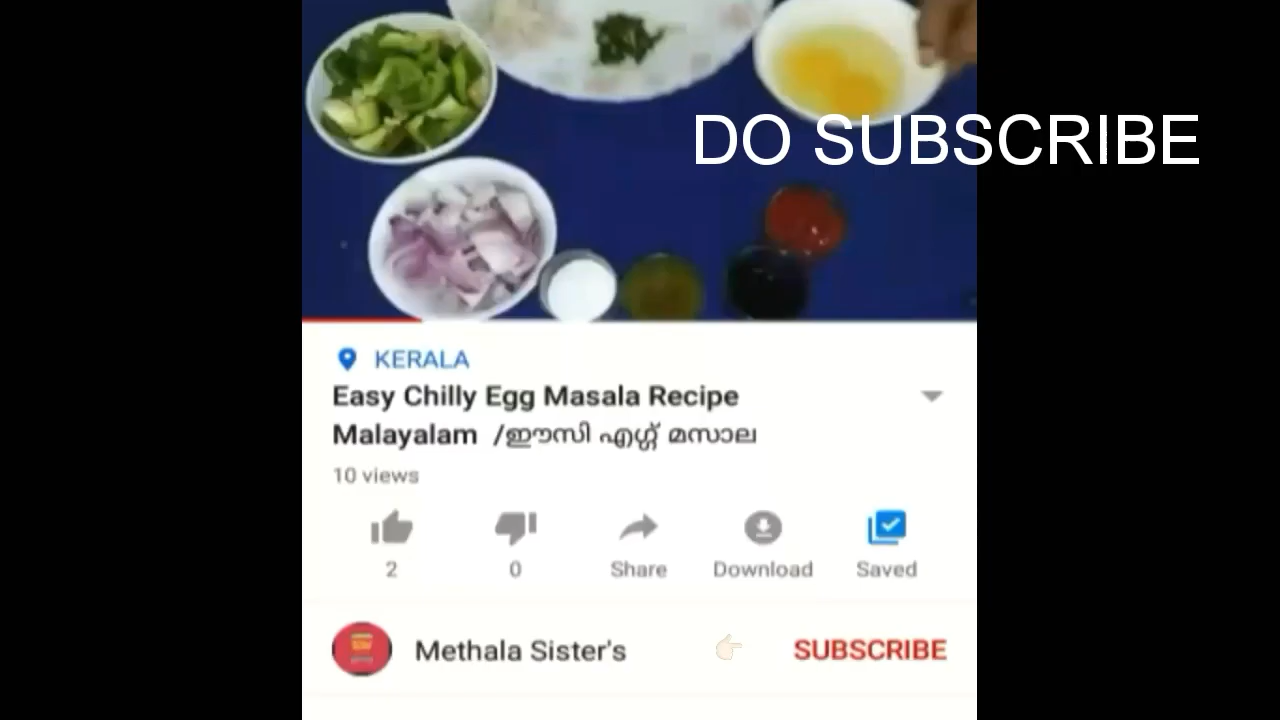 DO SUBSCRIBE
KERALA
Easy Chilly Egg Masala Recipe
Malayalam /ഈസി എഗ്ഗ് മസാല
10 views
2
0
Share
Download
Saved
Methala Sister's
SUBSCRIBE